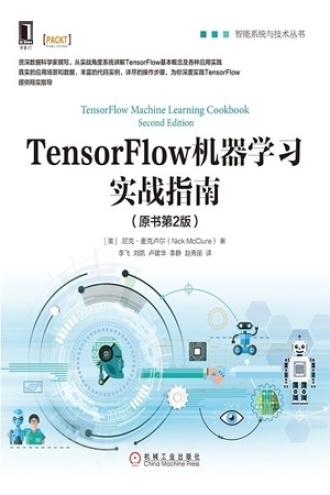 智能系统与技术丛书
华章IT
PACKT
PUBLISHING
资深数据科学家撰写，从实战角度系统讲解TensorFlow基本概念及各种应用实践
真实的应用场景和数据，丰富的代码实例，详尽的操作步骤，为你深度实践TensorFlow
提供翔实指导
TensorFlow Machine Learning Cookbook
Second Edition
TensorFlow机器学习
实战指南
（原书第2版）
［美］尼克·麦克卢尔（Nick McClure）著
李飞 刘凯 卢建华 李静 赵秀丽 译
机械工业出版社
China Machine Press